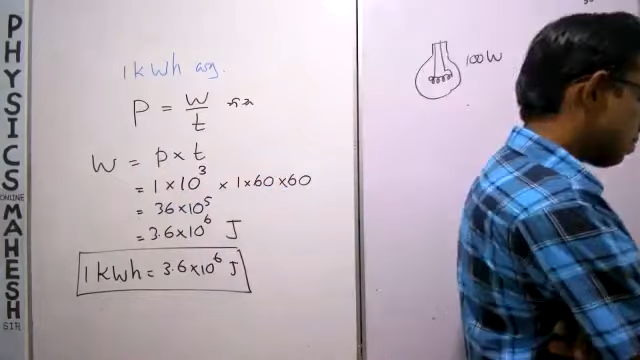 PHYSICS
ONLINE
MAHESH
SIR
1 kWh
P = W/t
W = P × t
= 1 × 10³ × 1×60×60
= 36×10⁵
= 3.6×10⁶ J
1 kWh = 3.6×10⁶ J
100W